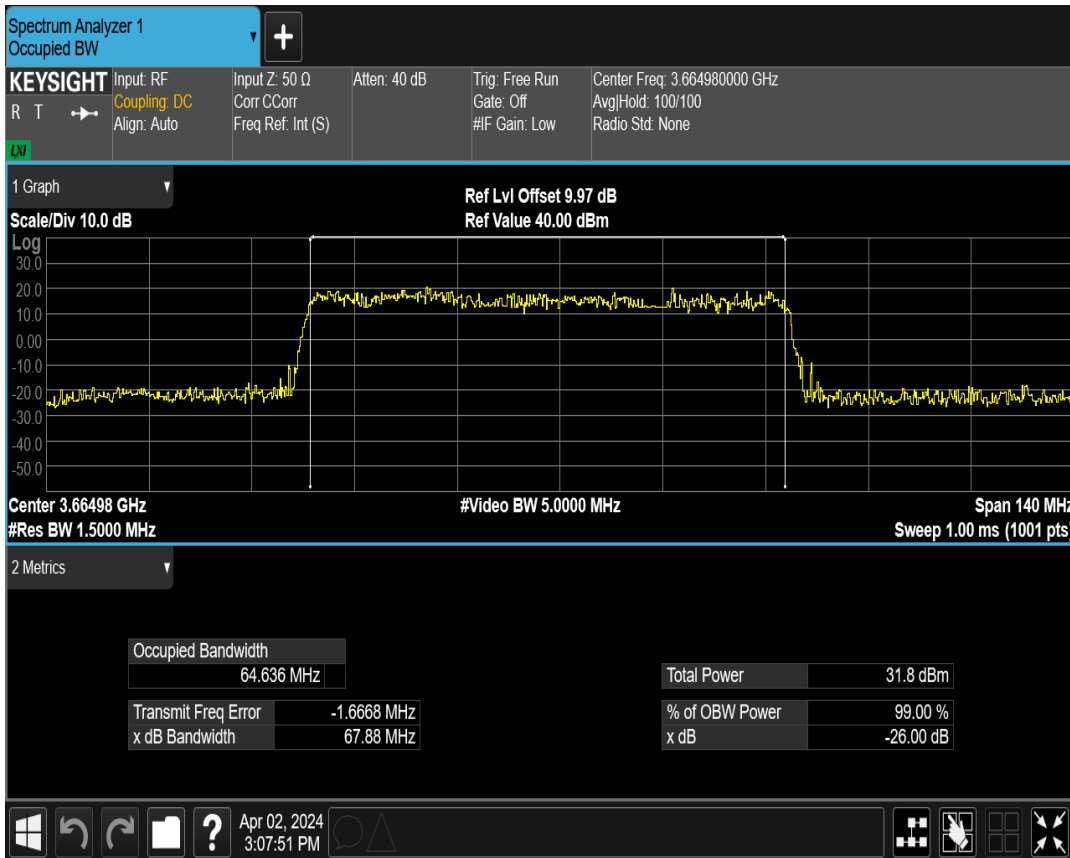 Spectrum Analyzer 1
Occupied BW
+
KEYSIGHT
R T
LXI
Input: RF
Coupling: DC
Align: Auto
Input Z: 50 Ω
Corr CCorr
Freq Ref: Int (S)
Atten: 40 dB
Trig: Free Run
Gate: Off
#IF Gain: Low
Center Freq: 3.664980000 GHz
Avg|Hold: 100/100
Radio Std: None
1 Graph
Ref Lvl Offset 9.97 dB
Scale/Div 10.0 dB
Ref Value 40.00 dBm
Log
30.0
20.0
10.0
0.00
-10.0
-20.0
-30.0
-40.0
-50.0
Center 3.66498 GHz
#Video BW 5.0000 MHz
Span 140 MHz
#Res BW 1.5000 MHz
Sweep 1.00 ms (1001 pts)
2 Metrics
Occupied Bandwidth
64.636 MHz
Total Power 31.8 dBm
Transmit Freq Error -1.6668 MHz
% of OBW Power 99.00 %
x dB Bandwidth 67.88 MHz
x dB -26.00 dB
?
Apr 02, 2024
3:07:51 PM